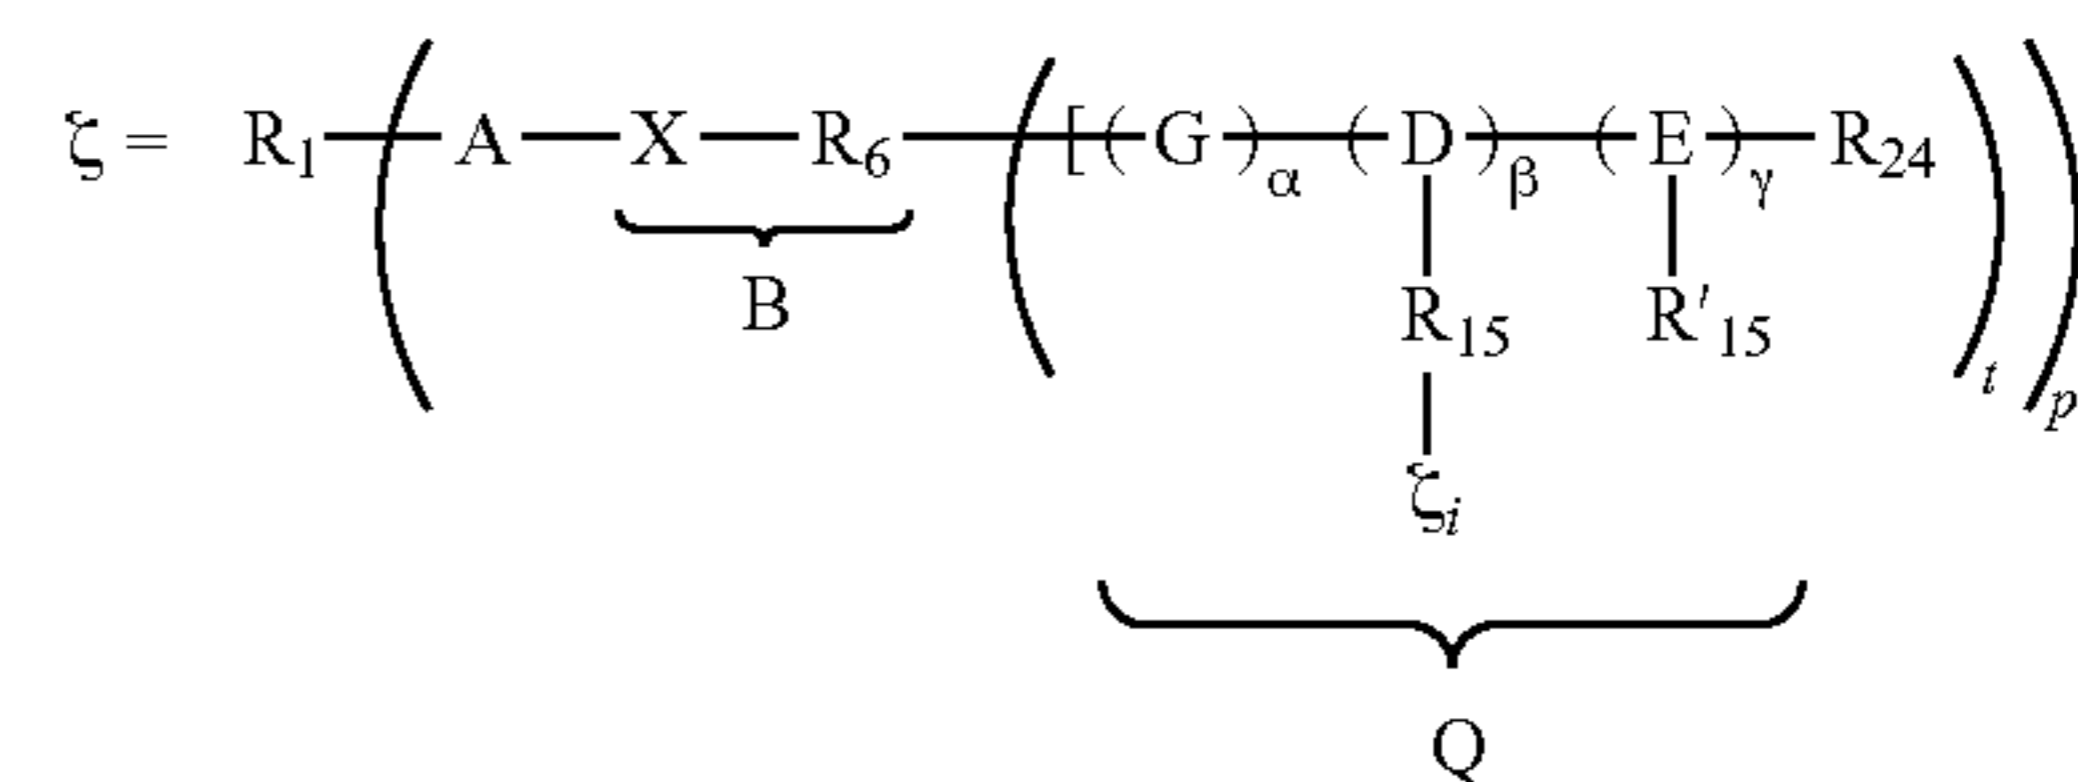 ζ = R₁—(A—X—R₆—([(G)α—(D)β—(E)γ—R₂₄)t)p
B R₁₅ R'₁₅
ζi
Q